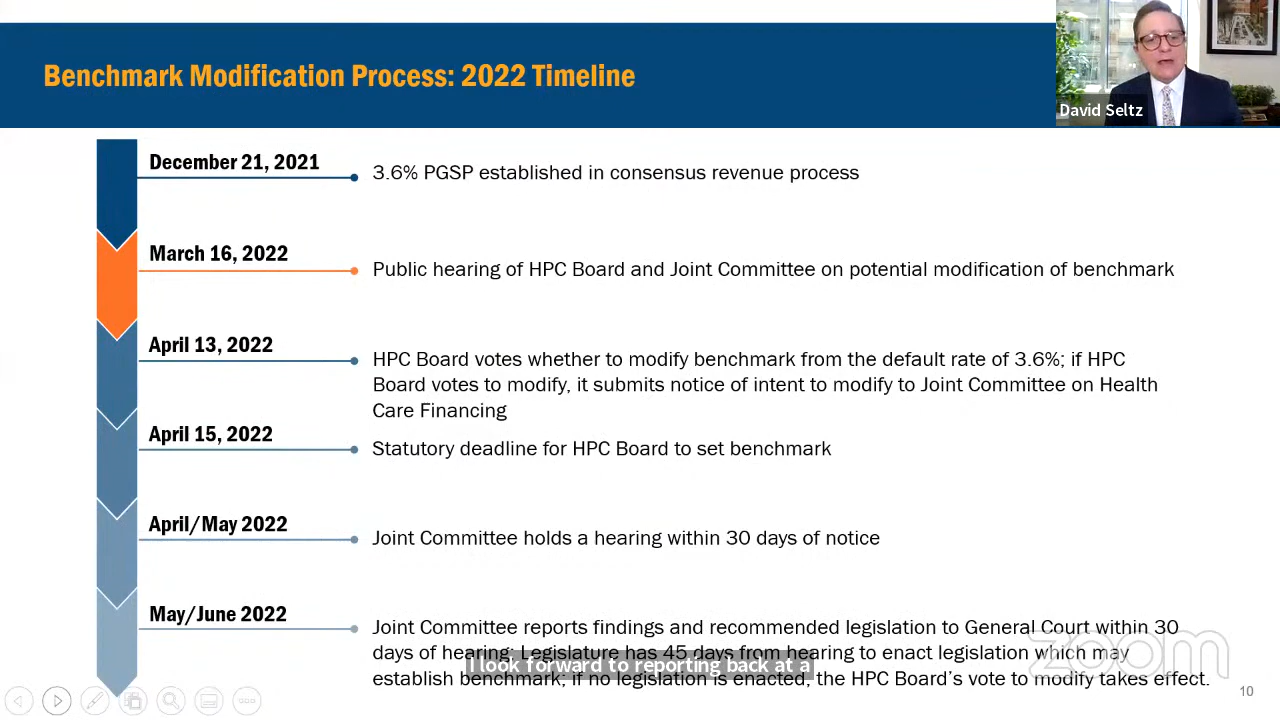 Benchmark Modification Process: 2022 Timeline
David Seltz
December 21, 2021
3.6% PGSP established in consensus revenue process
March 16, 2022
Public hearing of HPC Board and Joint Committee on potential modification of benchmark
April 13, 2022
HPC Board votes whether to modify benchmark from the default rate of 3.6%; if HPC
Board votes to modify, it submits notice of intent to modify to Joint Committee on Health
Care Financing
April 15, 2022
Statutory deadline for HPC Board to set benchmark
April/May 2022
Joint Committee holds a hearing within 30 days of notice
May/June 2022
Joint Committee reports findings and recommended legislation to General Court within 30
days of hearing; Legislature has 45 days from hearing to enact legislation which may
establish benchmark; if no legislation is enacted, the HPC Board's vote to modify takes effect.
I look forward to reporting back at a
zoom
10